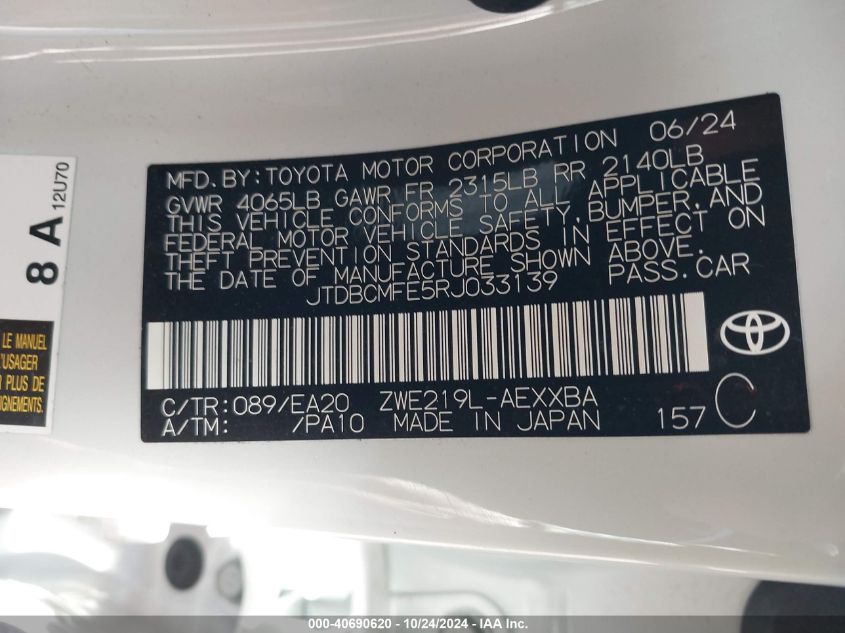 MFD. BY: TOYOTA MOTOR CORPORATION 06/24
GVWR 4065LB GAWR FR 2315LB RR 2140LB
THIS VEHICLE CONFORMS TO ALL APPLICABLE
FEDERAL MOTOR VEHICLE SAFETY, BUMPER, AND
THEFT PREVENTION STANDARDS IN EFFECT ON
THE DATE OF MANUFACTURE SHOWN ABOVE.
JTDBCMFE5RJ033139 PASS. CAR
C/TR: 089/EA20 ZWE219L-AEXXBA
A/TM: /PA10 MADE IN JAPAN 157 C
8 A 12U70
LE MANUEL
L'USAGER
PLUS DE
000-40690620 - 10/24/2024 - IAA Inc.